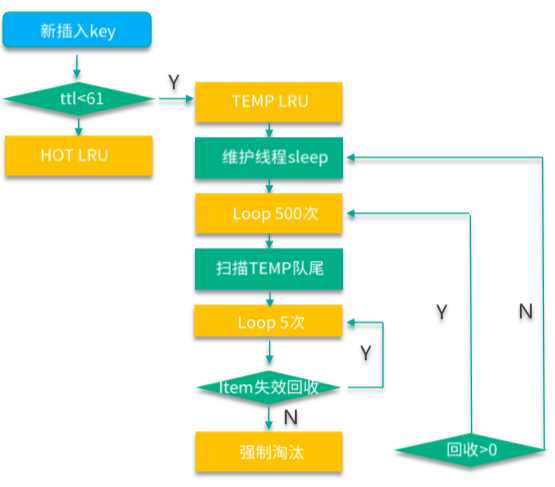 新插入key
ttl<61
Y
TEMP LRU
HOT LRU
维护线程sleep
Loop 500次
扫描TEMP队尾
Loop 5次
Y
Y
N
Item失效回收
N
强制淘汰
回收>0